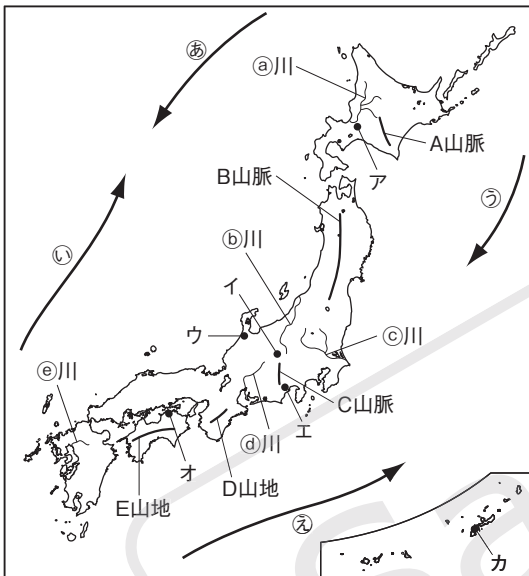 あ
ⓐ川
A山脈
ア
B山脈
う
ⓑ川
い
イ
ウ
ⓒ川
ⓔ川
C山脈
エ
ⓓ川
オ
D山地
E山地
え
カ